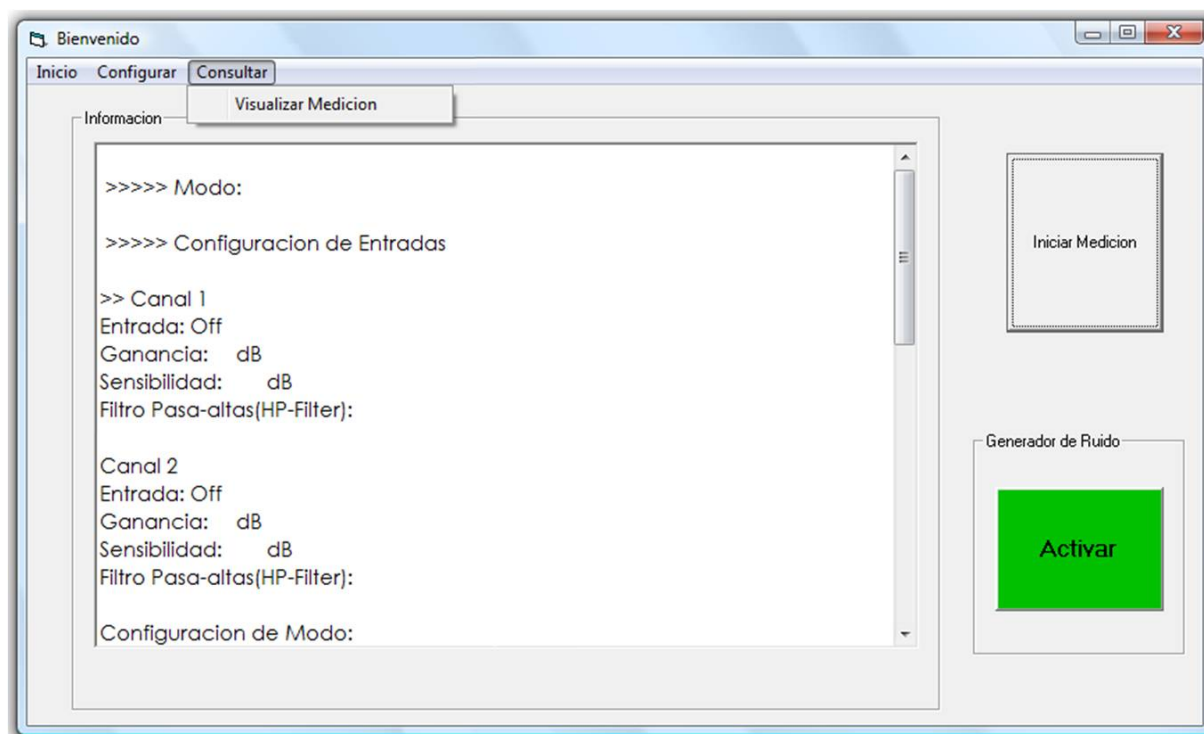 Bienvenido
Inicio Configurar Consultar
Visualizar Medicion
Informacion
>>>>> Modo:
>>>>> Configuracion de Entradas
>> Canal 1
Entrada: Off
Ganancia: dB
Sensibilidad: dB
Filtro Pasa-altas(HP-Filter):
Canal 2
Entrada: Off
Ganancia: dB
Sensibilidad: dB
Filtro Pasa-altas(HP-Filter):
Configuracion de Modo:
Iniciar Medicion
Generador de Ruido
Activar